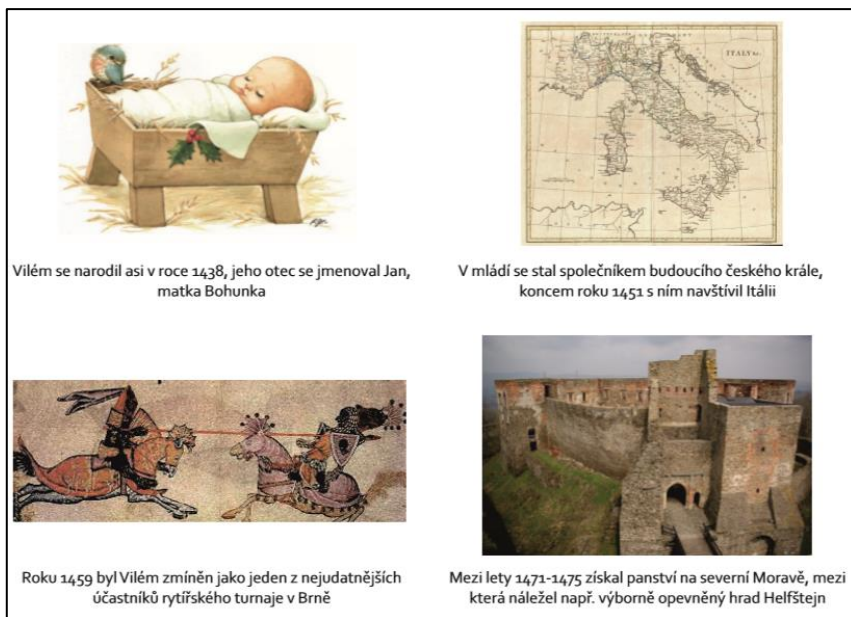 ITALY &c.
Vilém se narodil asi v roce 1438, jeho otec se jmenoval Jan,
matka Bohunka
V mládí se stal společníkem budoucího českého krále,
koncem roku 1451 s ním navštívil Itálii
Roku 1459 byl Vilém zmíněn jako jeden z nejudatnějších
účastníků rytířského turnaje v Brně
Mezi lety 1471-1475 získal panství na severní Moravě, mezi
která náležel např. výborně opevněný hrad Helfštejn